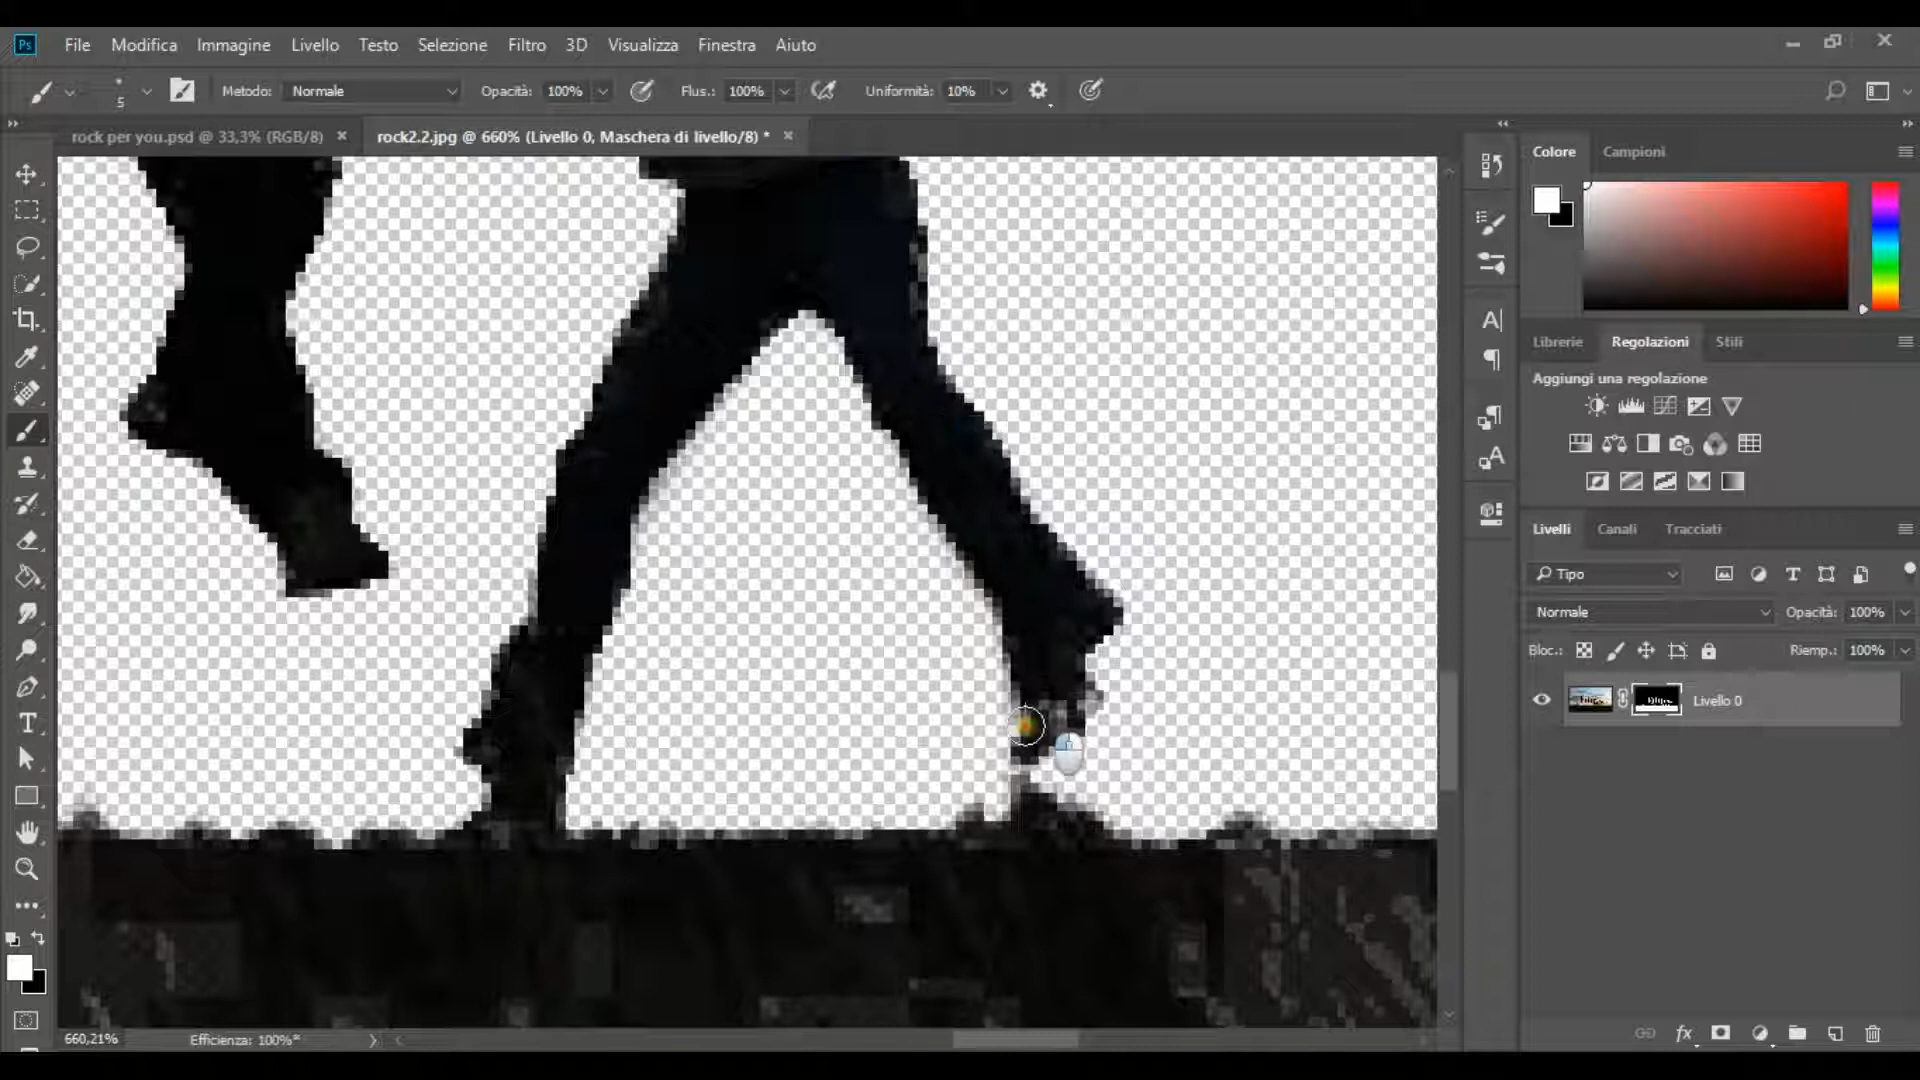 Ps File Modifica Immagine Livello Testo Selezione Filtro 3D Visualizza Finestra Aiuto
5 Metodo: Normale Opacità: 100% Flus.: 100% Uniformità: 10%
rock per you.psd @ 33,3% (RGB/8) × rock2.2.jpg @ 660% (Livello 0, Maschera di livello/8) * ×
Colore Campioni
Librerie Regolazioni Stili
Aggiungi una regolazione
Livelli Canali Tracciati
Tipo
Normale Opacità: 100%
Bloc.: Riemp.: 100%
Livello 0
660,21% Efficienza: 100%*
fx